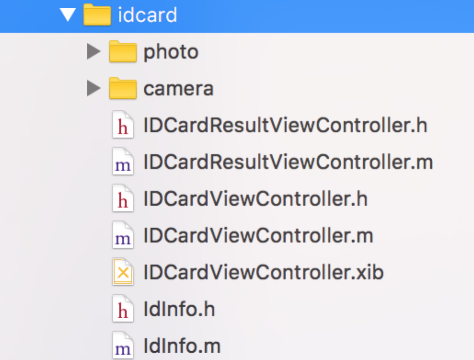 idcard
photo
camera
h IDCardResultViewController.h
m IDCardResultViewController.m
h IDCardViewController.h
m IDCardViewController.m
IDCardViewController.xib
h IdInfo.h
m IdInfo.m